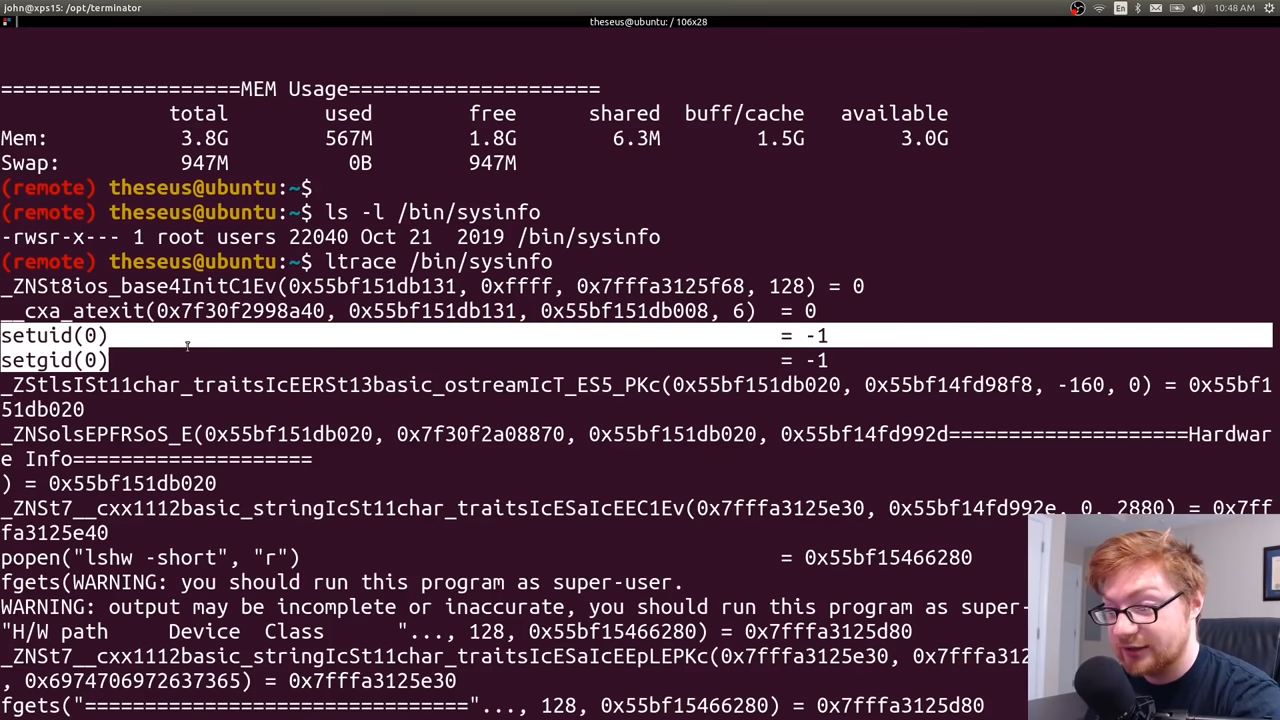 john@xps15: /opt/terminator
En
10:48 AM
theseus@ubuntu: / 106x28
====================MEM Usage=====================
total used free shared buff/cache available
Mem: 3.8G 567M 1.8G 6.3M 1.5G 3.0G
Swap: 947M 0B 947M
(remote) theseus@ubuntu:~$
(remote) theseus@ubuntu:~$ ls -l /bin/sysinfo
-rwsr-x--- 1 root users 22040 Oct 21  2019 /bin/sysinfo
(remote) theseus@ubuntu:~$ ltrace /bin/sysinfo
_ZNSt8ios_base4InitC1Ev(0x55bf151db131, 0xffff, 0x7fffa3125f68, 128) = 0
__cxa_atexit(0x7f30f2998a40, 0x55bf151db131, 0x55bf151db008, 6)  = 0
setuid(0) = -1
setgid(0) = -1
_ZStlsISt11char_traitsIcEERSt13basic_ostreamIcT_ES5_PKc(0x55bf151db020, 0x55bf14fd98f8, -160, 0) = 0x55bf1
51db020
_ZNSolsEPFRSoS_E(0x55bf151db020, 0x7f30f2a08870, 0x55bf151db020, 0x55bf14fd992d====================Hardwar
e Info====================
) = 0x55bf151db020
_ZNSt7__cxx1112basic_stringIcSt11char_traitsIcESaIcEEC1Ev(0x7fffa3125e30, 0x55bf14fd992e, 0, 2880) = 0x7ff
fa3125e40
popen("lshw -short", "r") = 0x55bf15466280
fgets(WARNING: you should run this program as super-user.
WARNING: output may be incomplete or inaccurate, you should run this program as super-
"H/W path     Device  Class      "..., 128, 0x55bf15466280) = 0x7fffa3125d80
_ZNSt7__cxx1112basic_stringIcSt11char_traitsIcESaIcEEpLEPKc(0x7fffa3125e30, 0x7fffa312
, 0x6974706972637365) = 0x7fffa3125e30
fgets("================================"..., 128, 0x55bf15466280) = 0x7fffa3125d80